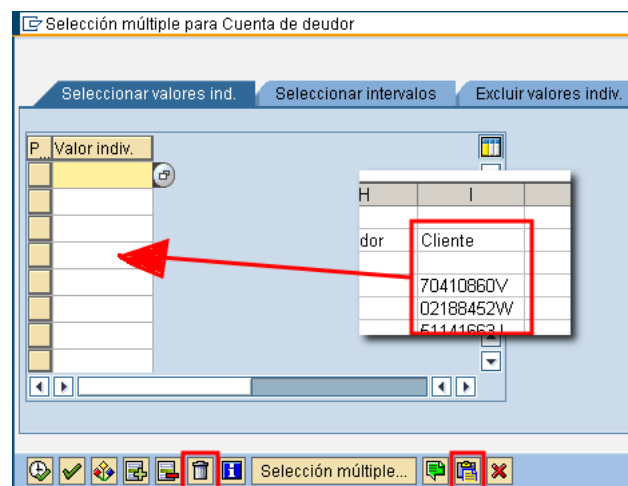 Selección múltiple para Cuenta de deudor
Seleccionar valores ind. Seleccionar intervalos Excluir valores indiv.
P... Valor indiv.
H I
dor Cliente
70410860V
02188452W
Selección múltiple...